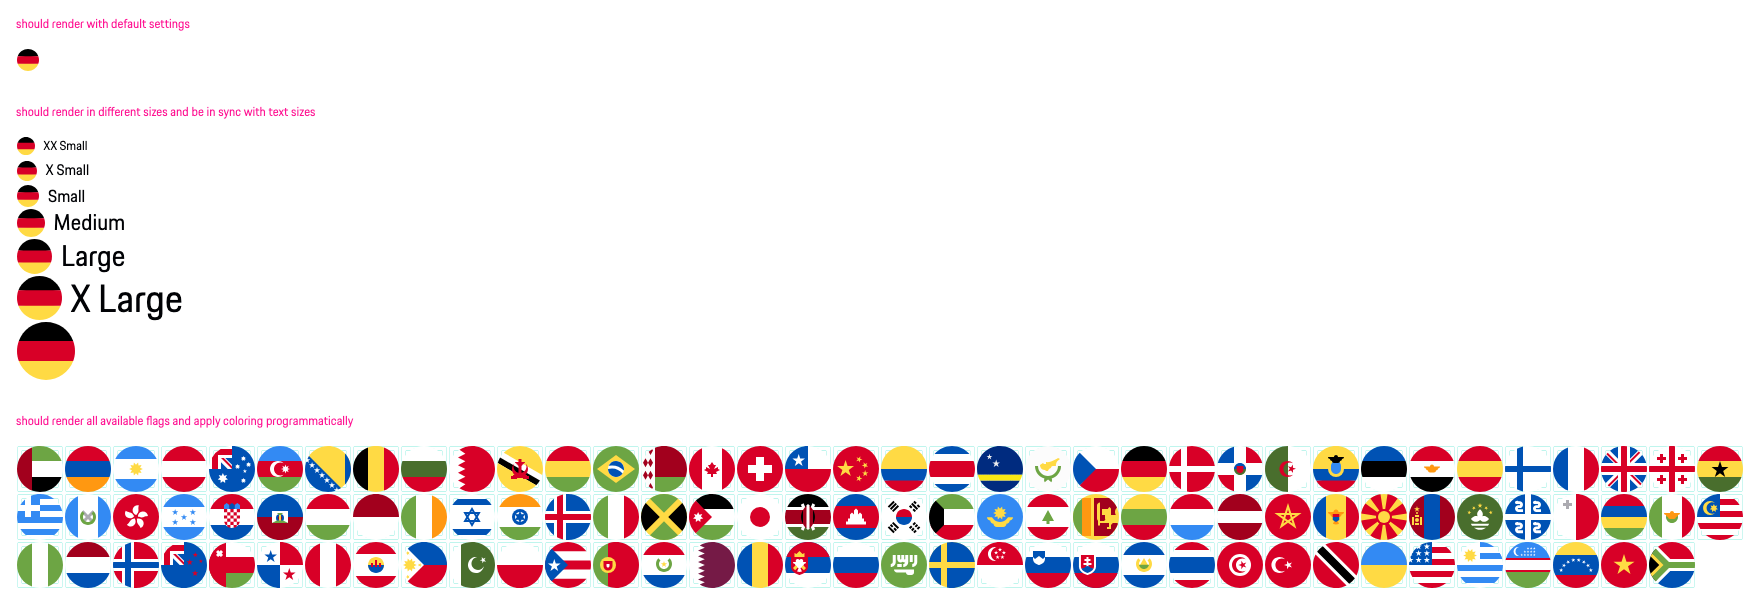 should render with default settings
should render in different sizes and be in sync with text sizes
XX Small
X Small
Small
Medium
Large
X Large
should render all available flags and apply coloring programmatically